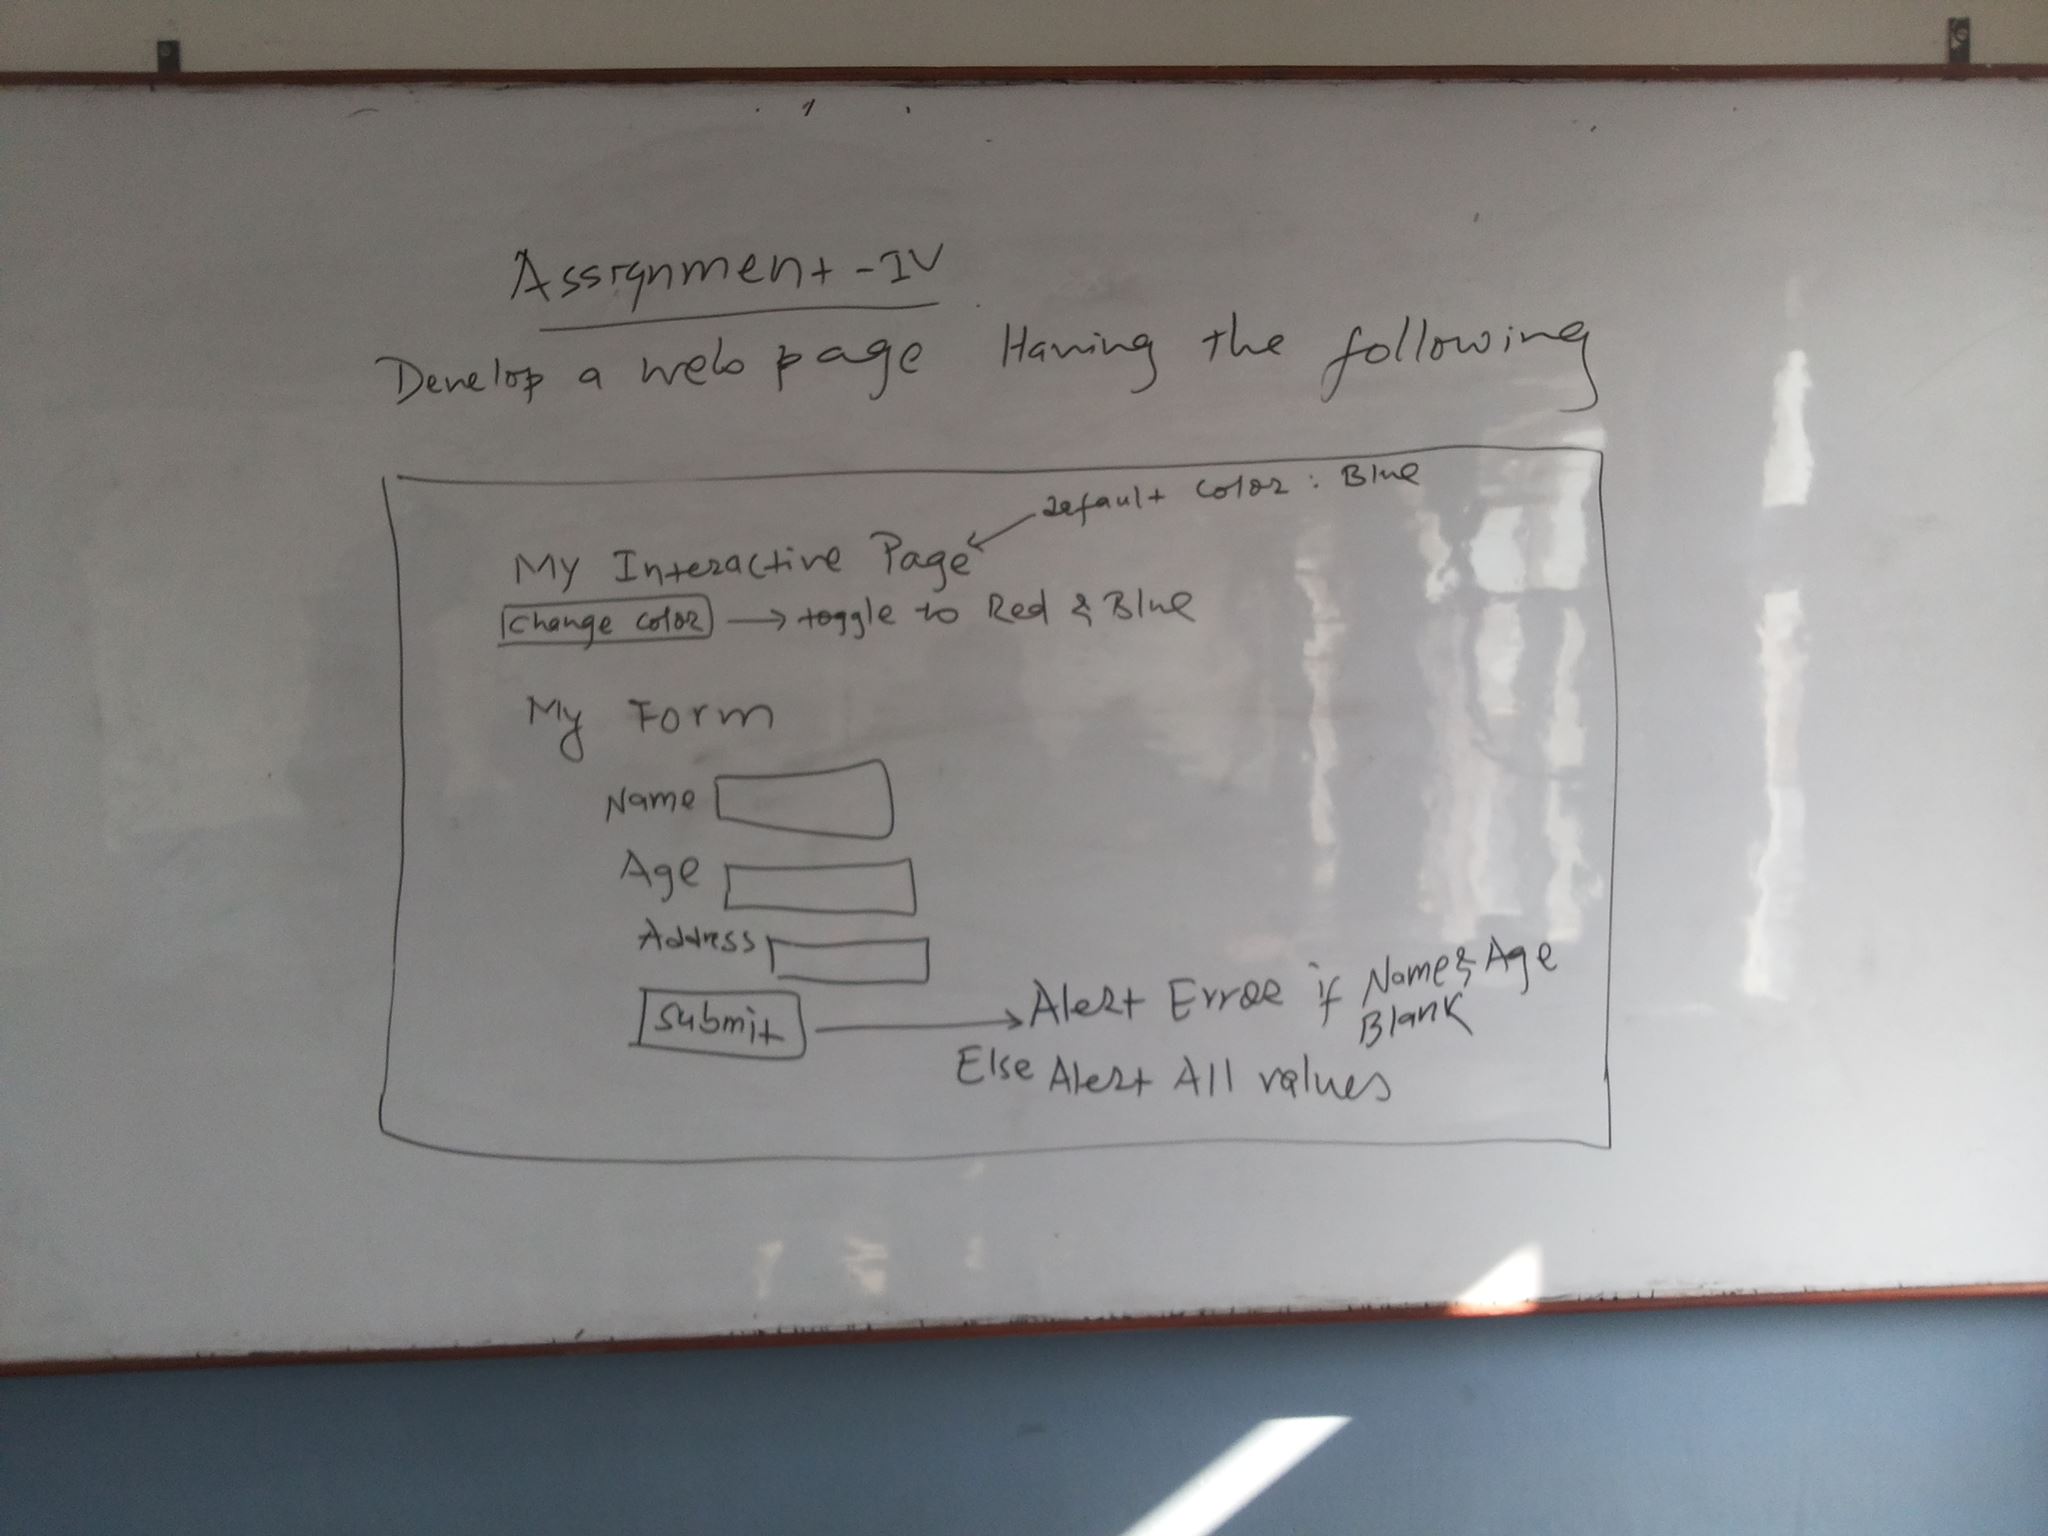 Assignment-IV
Develop a web page Having the following
default color : Blue
My Interactive Page
change color → toggle to Red & Blue
My Form
Name
Age
Address
Submit → Alert Error if Name & Age
Blank
Else Alert All values